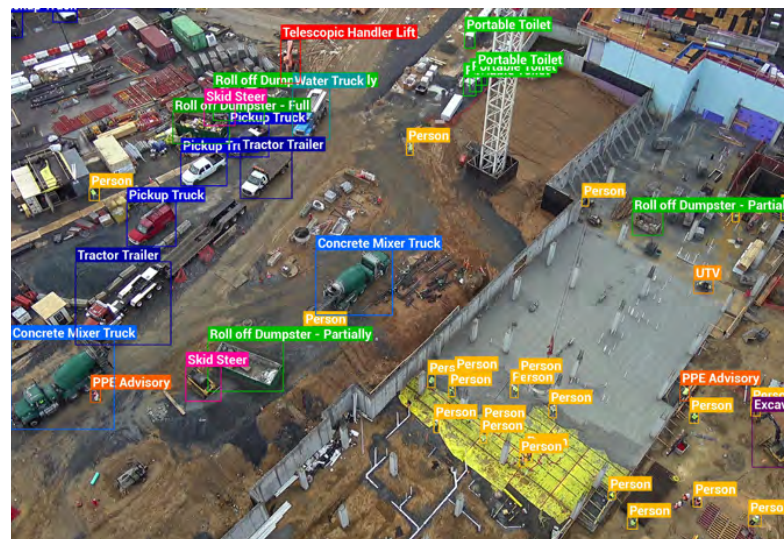 Telescopic Handler Lift
Portable Toilet
Portable Toilet
Portable Toilet
Roll off Dump
Water Truck
ly
Skid Steer
Roll off Dumpster - Full
Pickup Truck
Pickup Tr
Tractor Trailer
Person
Person
Pickup Truck
Person
Roll off Dumpster - Partial
Concrete Mixer Truck
Tractor Trailer
UTV
Person
Concrete Mixer Truck
Roll off Dumpster - Partially
Skid Steer
PPE Advisory
Person
Person
Person
Person
Person
PPE Advisory
Person
Person
Person
Person
Person
Excav
Person
Person
Person
Person
Person